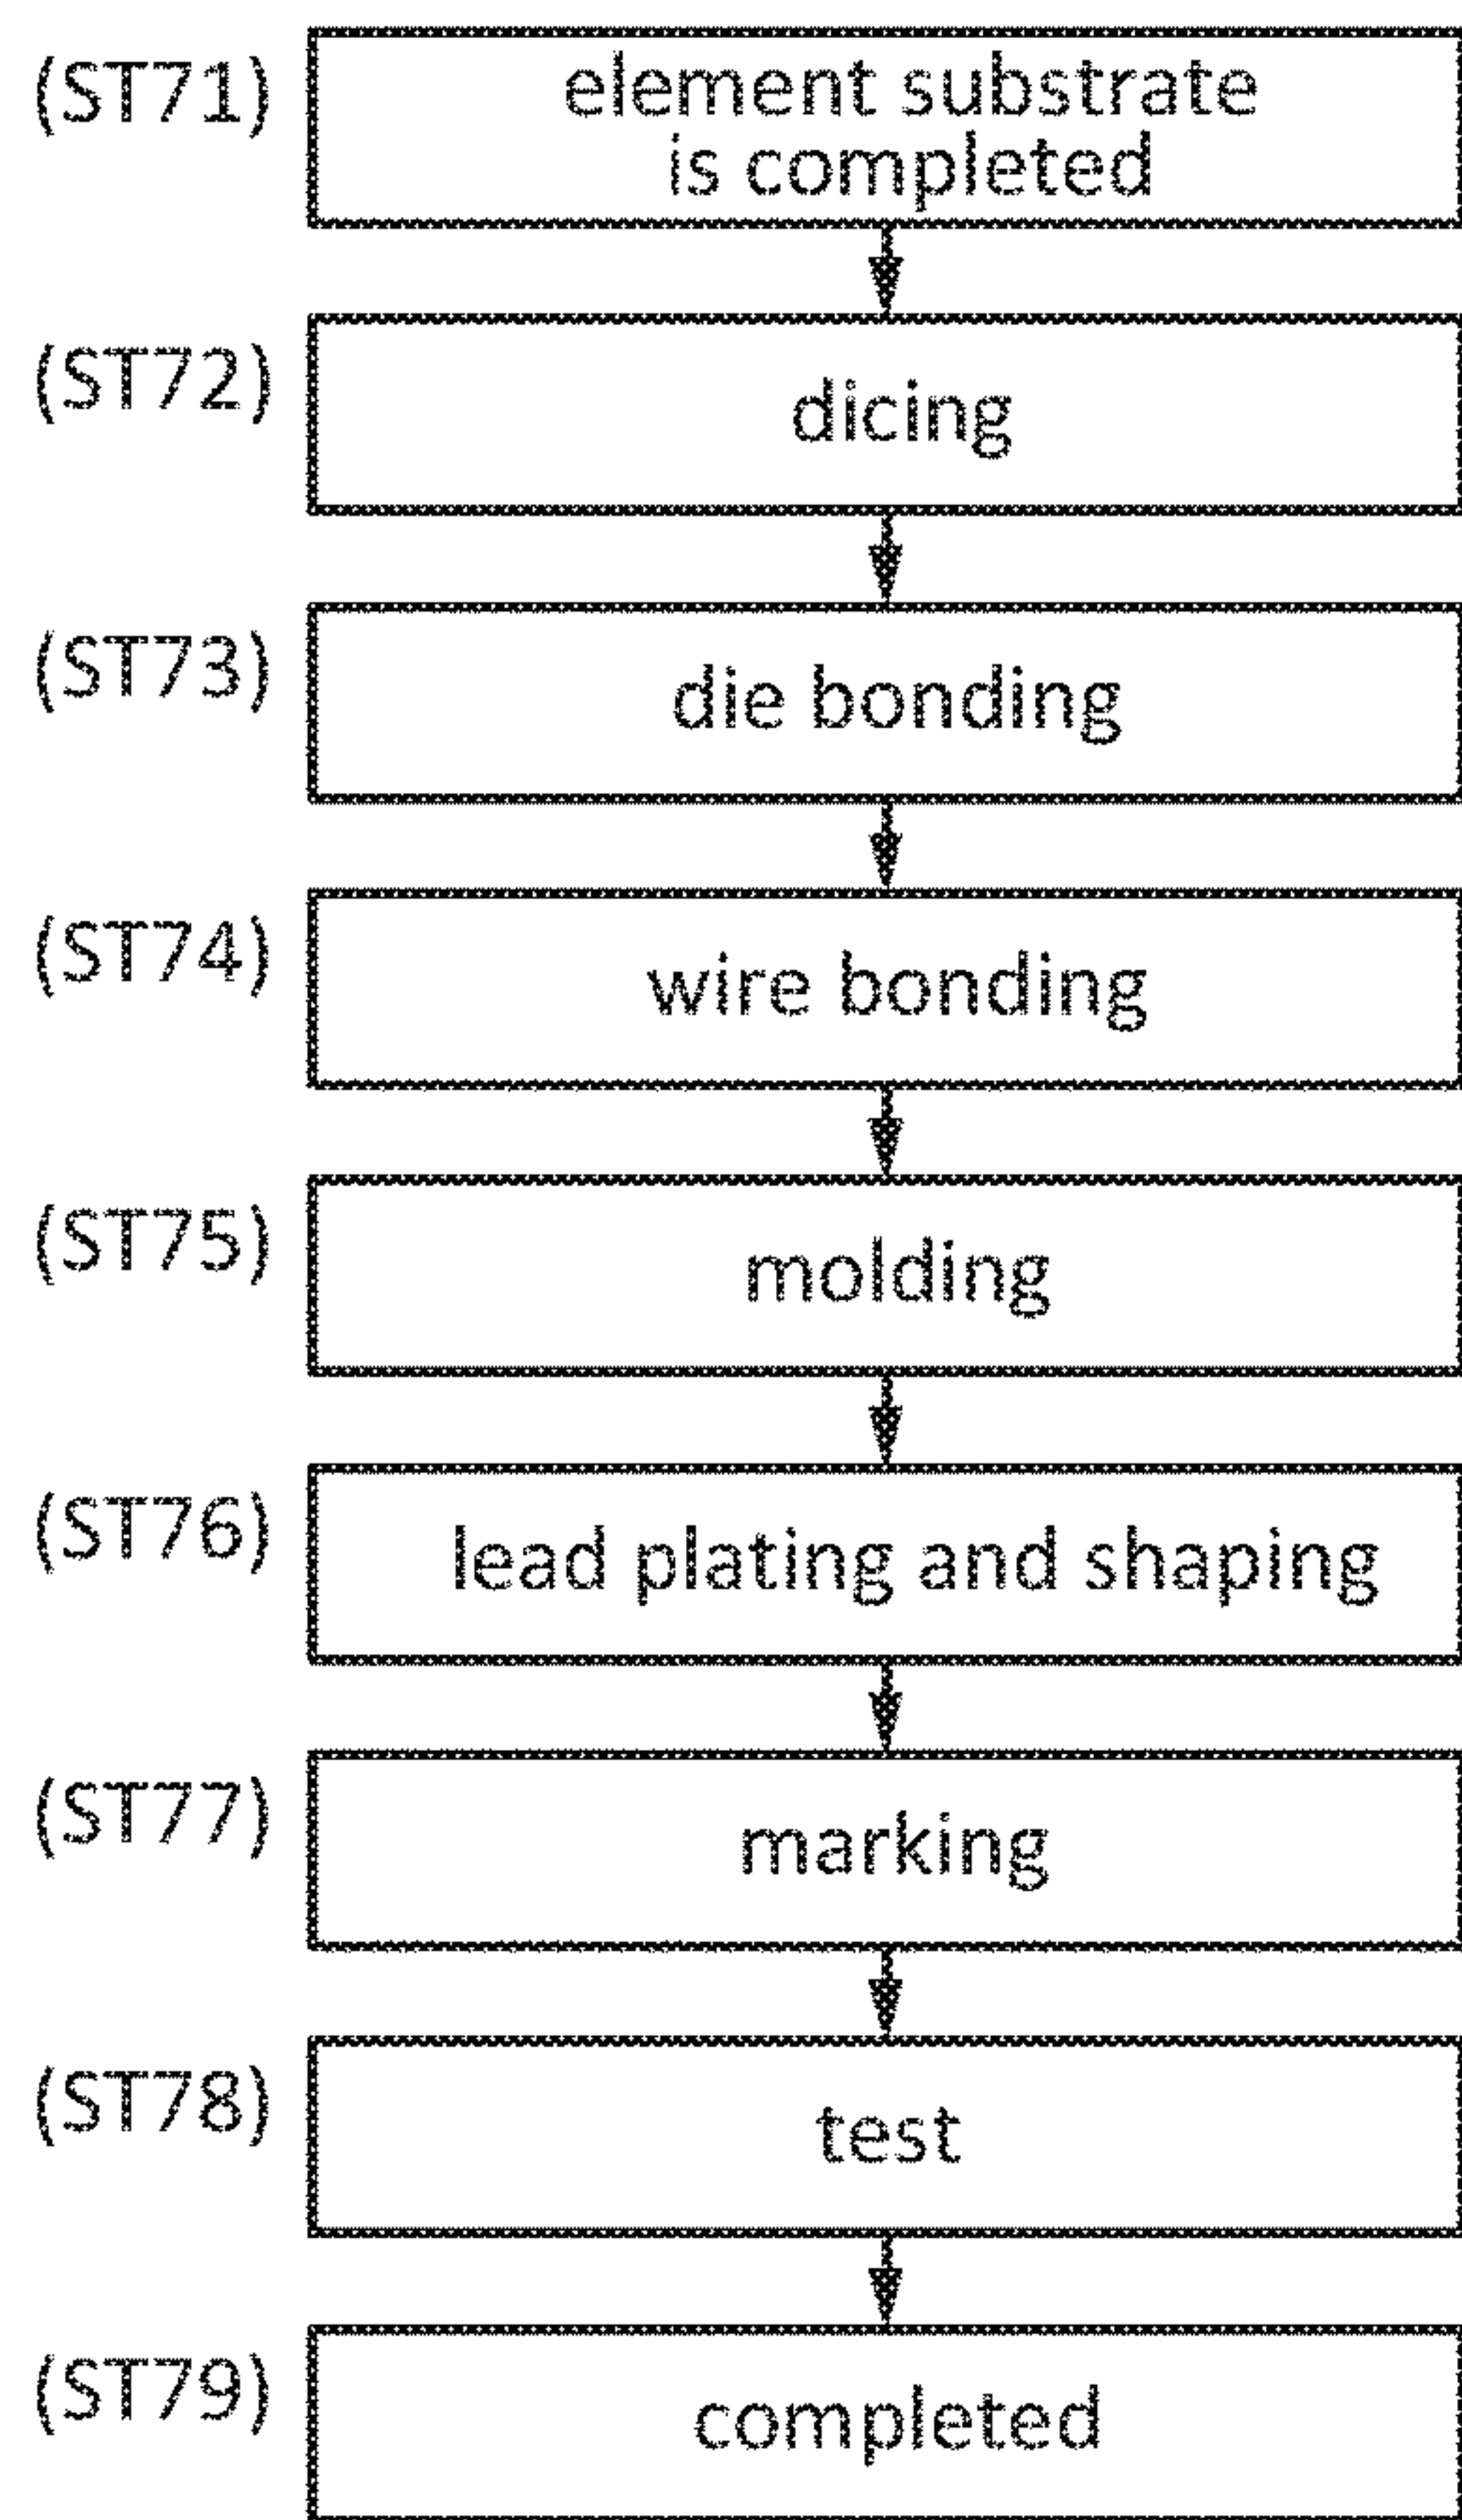 (ST71)
element substrate
is completed
(ST72)
dicing
(ST73)
die bonding
(ST74)
wire bonding
(ST75)
molding
(ST76)
lead plating and shaping
(ST77)
marking
(ST78)
test
(ST79)
completed